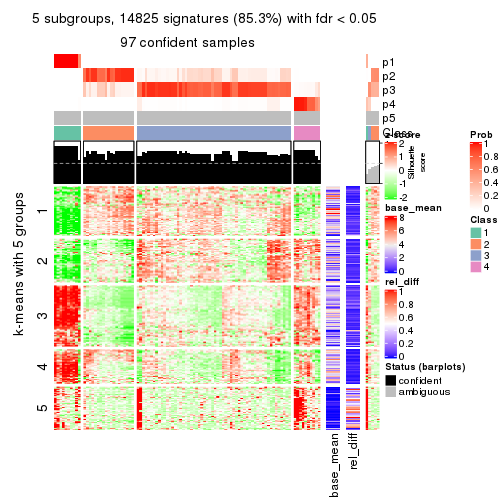 5 subgroups, 14825 signatures (85.3%) with fdr < 0.05
97 confident samples
p1
p2
p3
p4
p5
Class
z-score
2
1
0
-1
-2
Silhouette
score
Prob
1
0.8
0.6
0.4
0.2
0
base_mean
8
6
4
2
0
Class
1
2
3
4
rel_diff
1
0.8
0.6
0.4
0.2
0
Status (barplots)
confident
ambiguous
k-means with 5 groups
1
2
3
4
5
base_mean
rel_diff